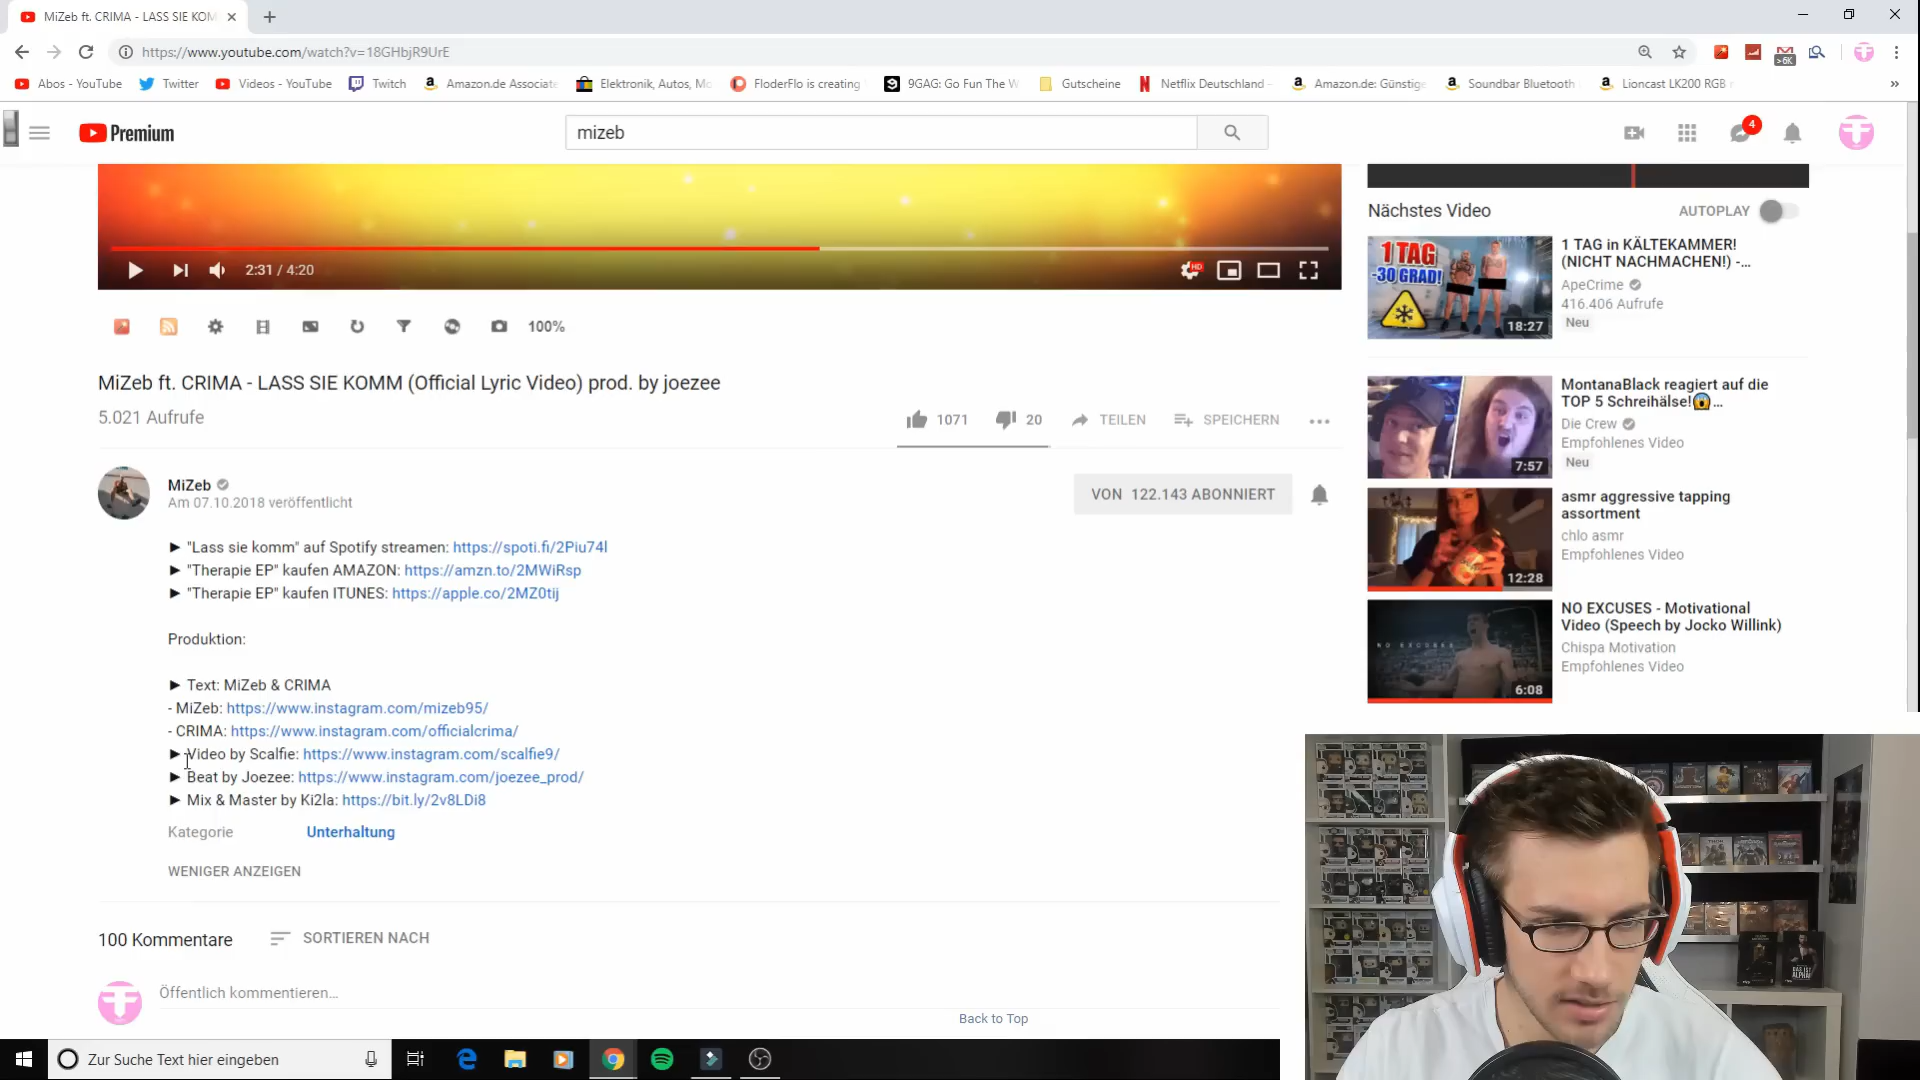 MiZeb ft. CRIMA - LASS SIE KOM
https://www.youtube.com/watch?v=18GHbjR9UrE
>6K
Abos - YouTube
Twitter
Videos - YouTube
Twitch
Amazon.de Associate
Elektronik, Autos, Mo
FloderFlo is creating
9GAG: Go Fun The W
Gutscheine
Netflix Deutschland -
Amazon.de: Günstige
Soundbar Bluetooth
Lioncast LK200 RGB
»
Premium
mizeb
4
2:31 / 4:20
HD
100%
MiZeb ft. CRIMA - LASS SIE KOMM (Official Lyric Video) prod. by joezee
5.021 Aufrufe
1071
20
TEILEN
SPEICHERN
MiZeb
Am 07.10.2018 veröffentlicht
VON 122.143 ABONNIERT
► "Lass sie komm" auf Spotify streamen: https://spoti.fi/2Piu74l
► "Therapie EP" kaufen AMAZON: https://amzn.to/2MWiRsp
► "Therapie EP" kaufen ITUNES: https://apple.co/2MZ0tij
Produktion:
► Text: MiZeb & CRIMA
- MiZeb: https://www.instagram.com/mizeb95/
- CRIMA: https://www.instagram.com/officialcrima/
► Video by Scalfie: https://www.instagram.com/scalfie9/
► Beat by Joezee: https://www.instagram.com/joezee_prod/
► Mix & Master by Ki2la: https://bit.ly/2v8LDi8
Kategorie
Unterhaltung
WENIGER ANZEIGEN
100 Kommentare
SORTIEREN NACH
Öffentlich kommentieren...
Back to Top
Nächstes Video
AUTOPLAY
1 TAG
-30 GRAD!
18:27
1 TAG in KÄLTEKAMMER!
(NICHT NACHMACHEN!) -...
ApeCrime
416.406 Aufrufe
Neu
7:57
MontanaBlack reagiert auf die
TOP 5 Schreihälse!😱...
Die Crew
Empfohlenes Video
Neu
12:28
asmr aggressive tapping
assortment
chlo asmr
Empfohlenes Video
NO EXCUSES
6:08
NO EXCUSES - Motivational
Video (Speech by Jocko Willink)
Chispa Motivation
Empfohlenes Video
Zur Suche Text hier eingeben